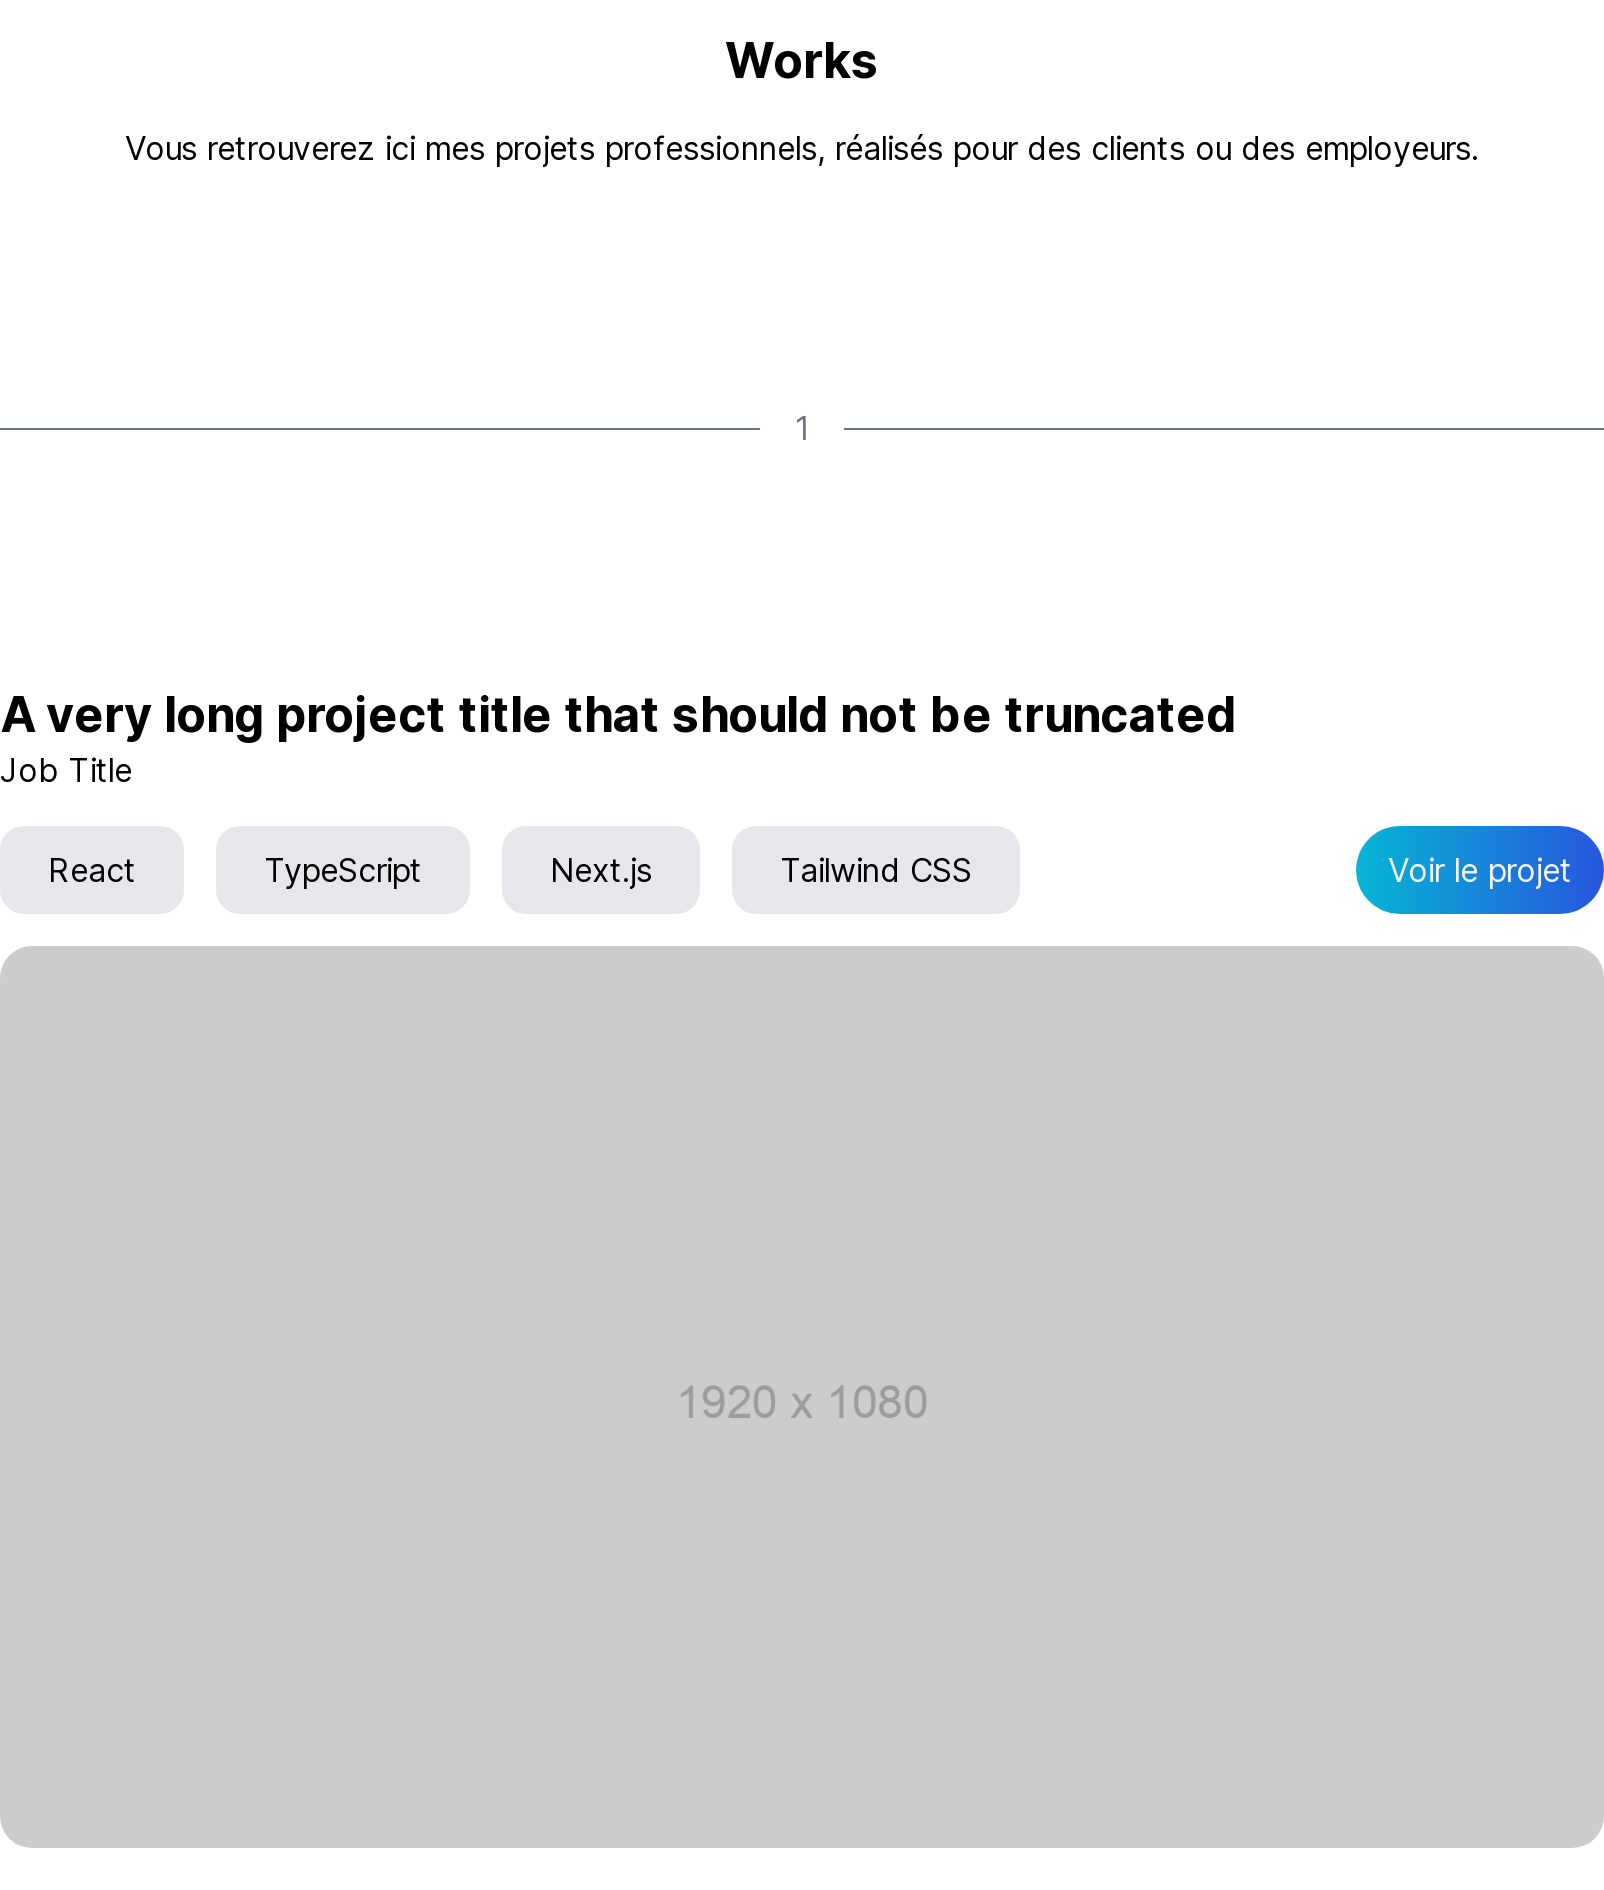 Works
Vous retrouverez ici mes projets professionnels, réalisés pour des clients ou des employeurs.
1
A very long project title that should not be truncated
Job Title
React TypeScript Next.js Tailwind CSS Voir le projet
1920 x 1080